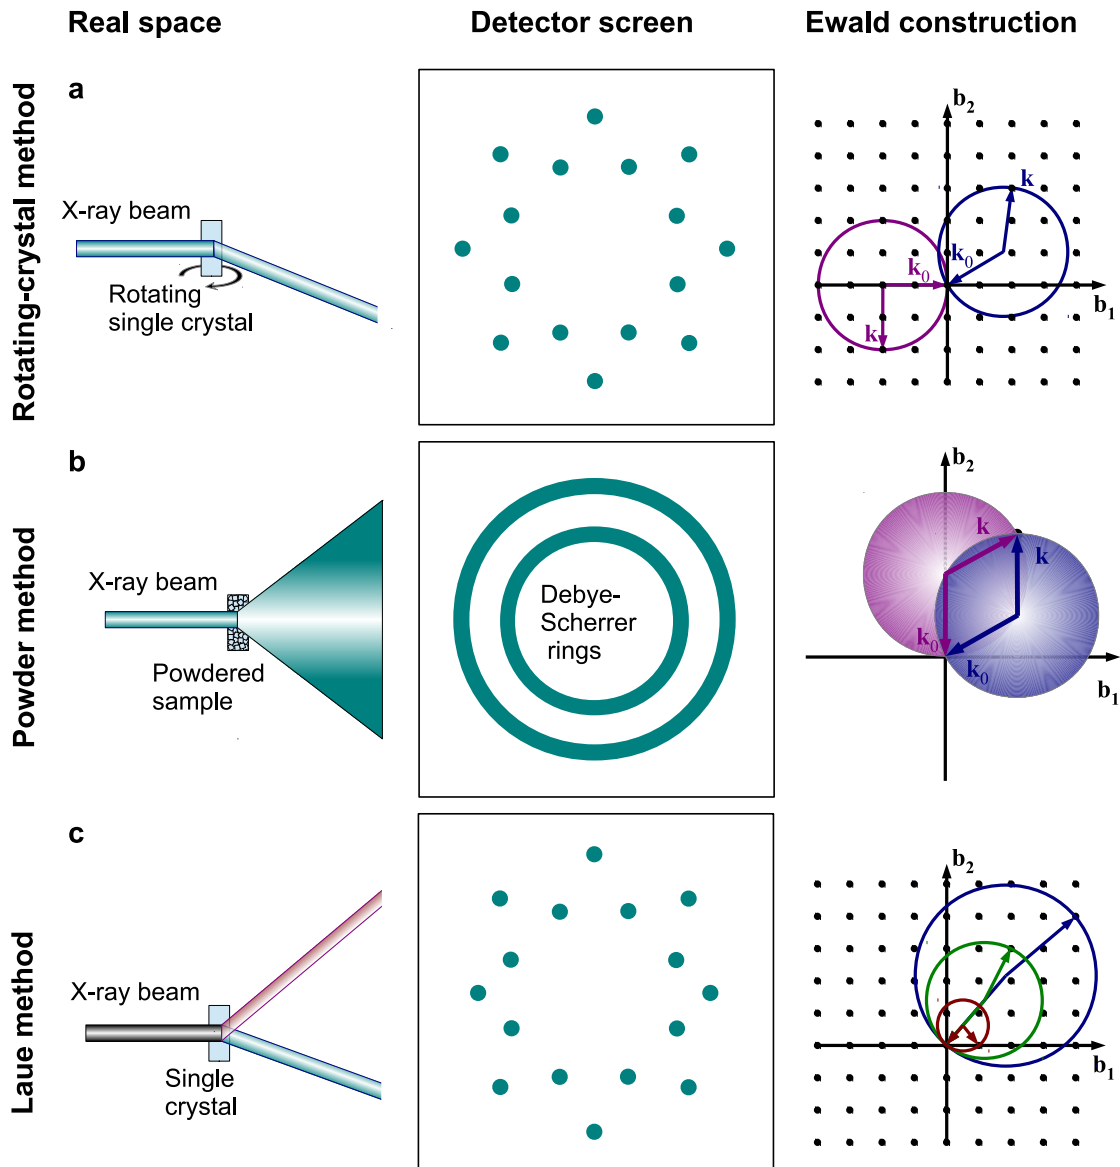 Real space
Detector screen
Ewald construction
Rotating-crystal method
a
X-ray beam
Rotating
single crystal
b₂
k
k₀
k₀
k
b₁
Powder method
b
X-ray beam
Powdered
sample
Debye-
Scherrer
rings
b₂
k
k
k₀
k₀
b₁
Laue method
c
X-ray beam
Single
crystal
b₂
b₁